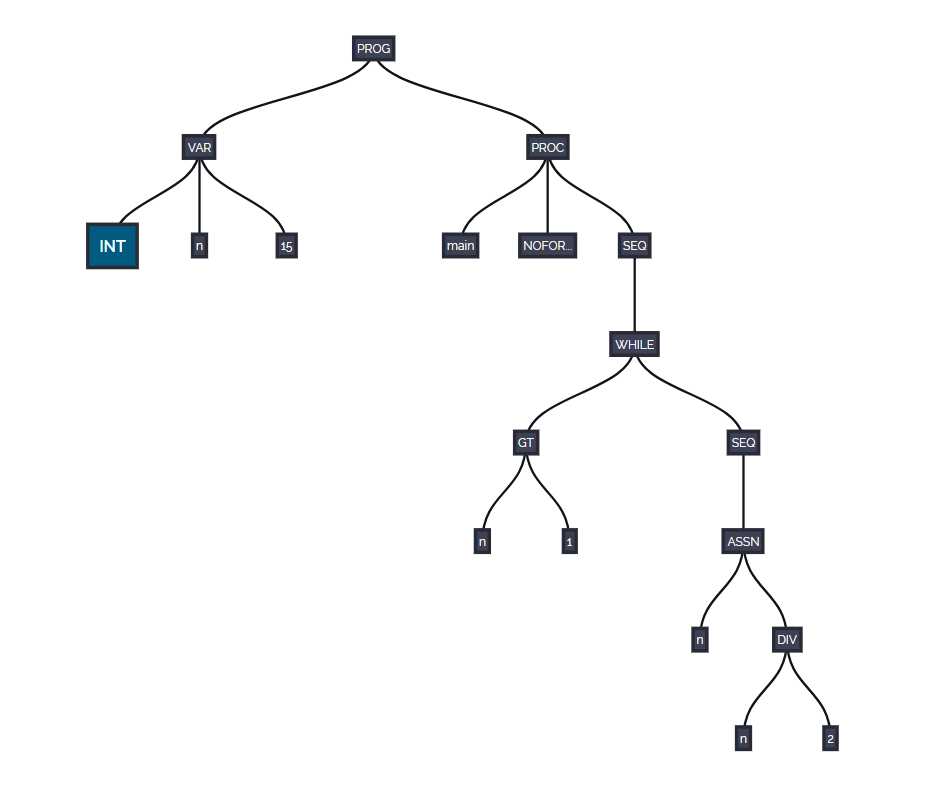 PROG
VAR PROC
INT n 15 main NOFOR... SEQ
WHILE
GT SEQ
n 1 ASSN
n DIV
n 2